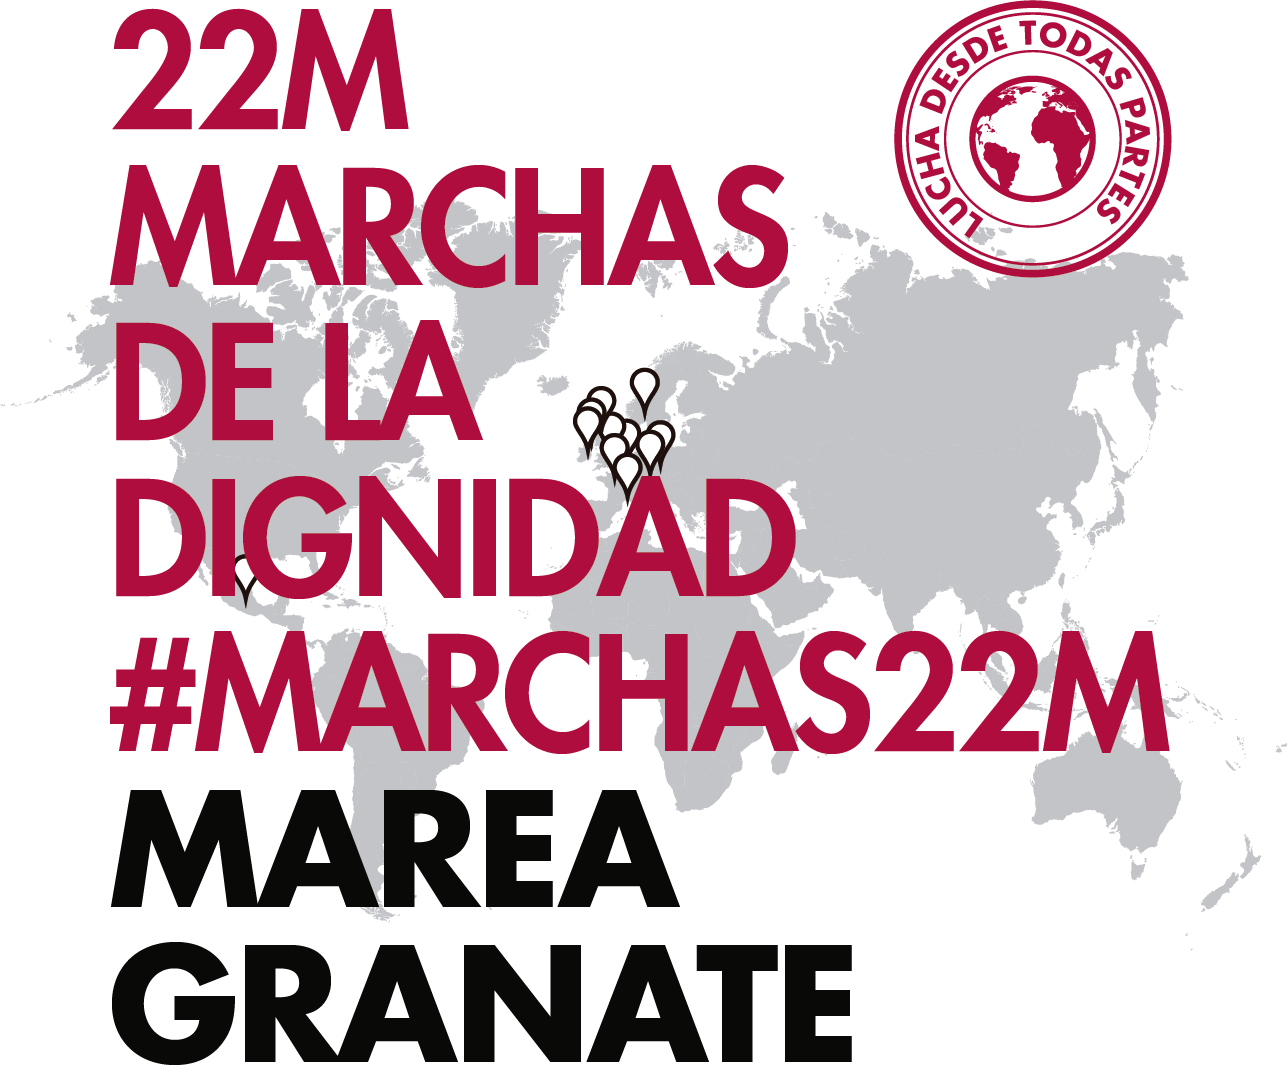 22M
MARCHAS
DE LA
DIGNIDAD
#MARCHAS22M
MAREA
GRANATE
LUCHA DESDE TODAS PARTES